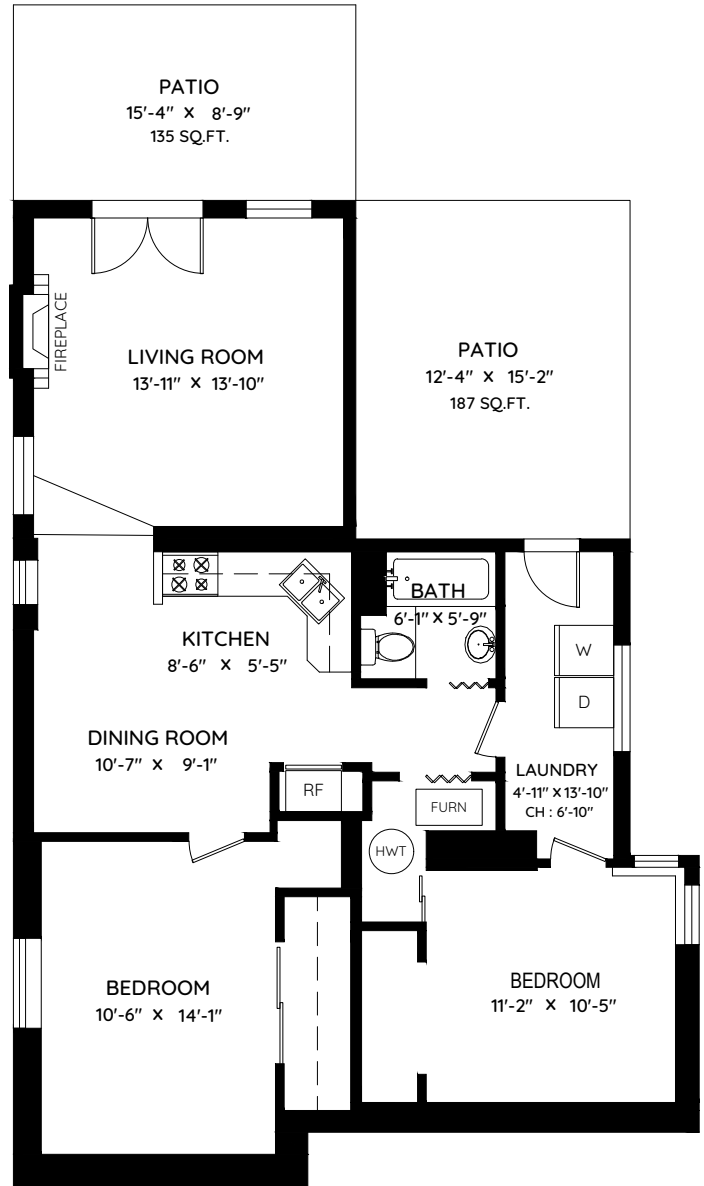 PATIO
15'-4" X 8'-9"
135 SQ.FT.
FIREPLACE
LIVING ROOM
13'-11" X 13'-10"
PATIO
12'-4" X 15'-2"
187 SQ.FT.
BATH
6'-1" X 5'-9"
KITCHEN
8'-6" X 5'-5"
W
D
DINING ROOM
10'-7" X 9'-1"
RF
FURN
LAUNDRY
4'-11" X 13'-10"
CH : 6'-10"
HWT
BEDROOM
10'-6" X 14'-1"
BEDROOM
11'-2" X 10'-5"